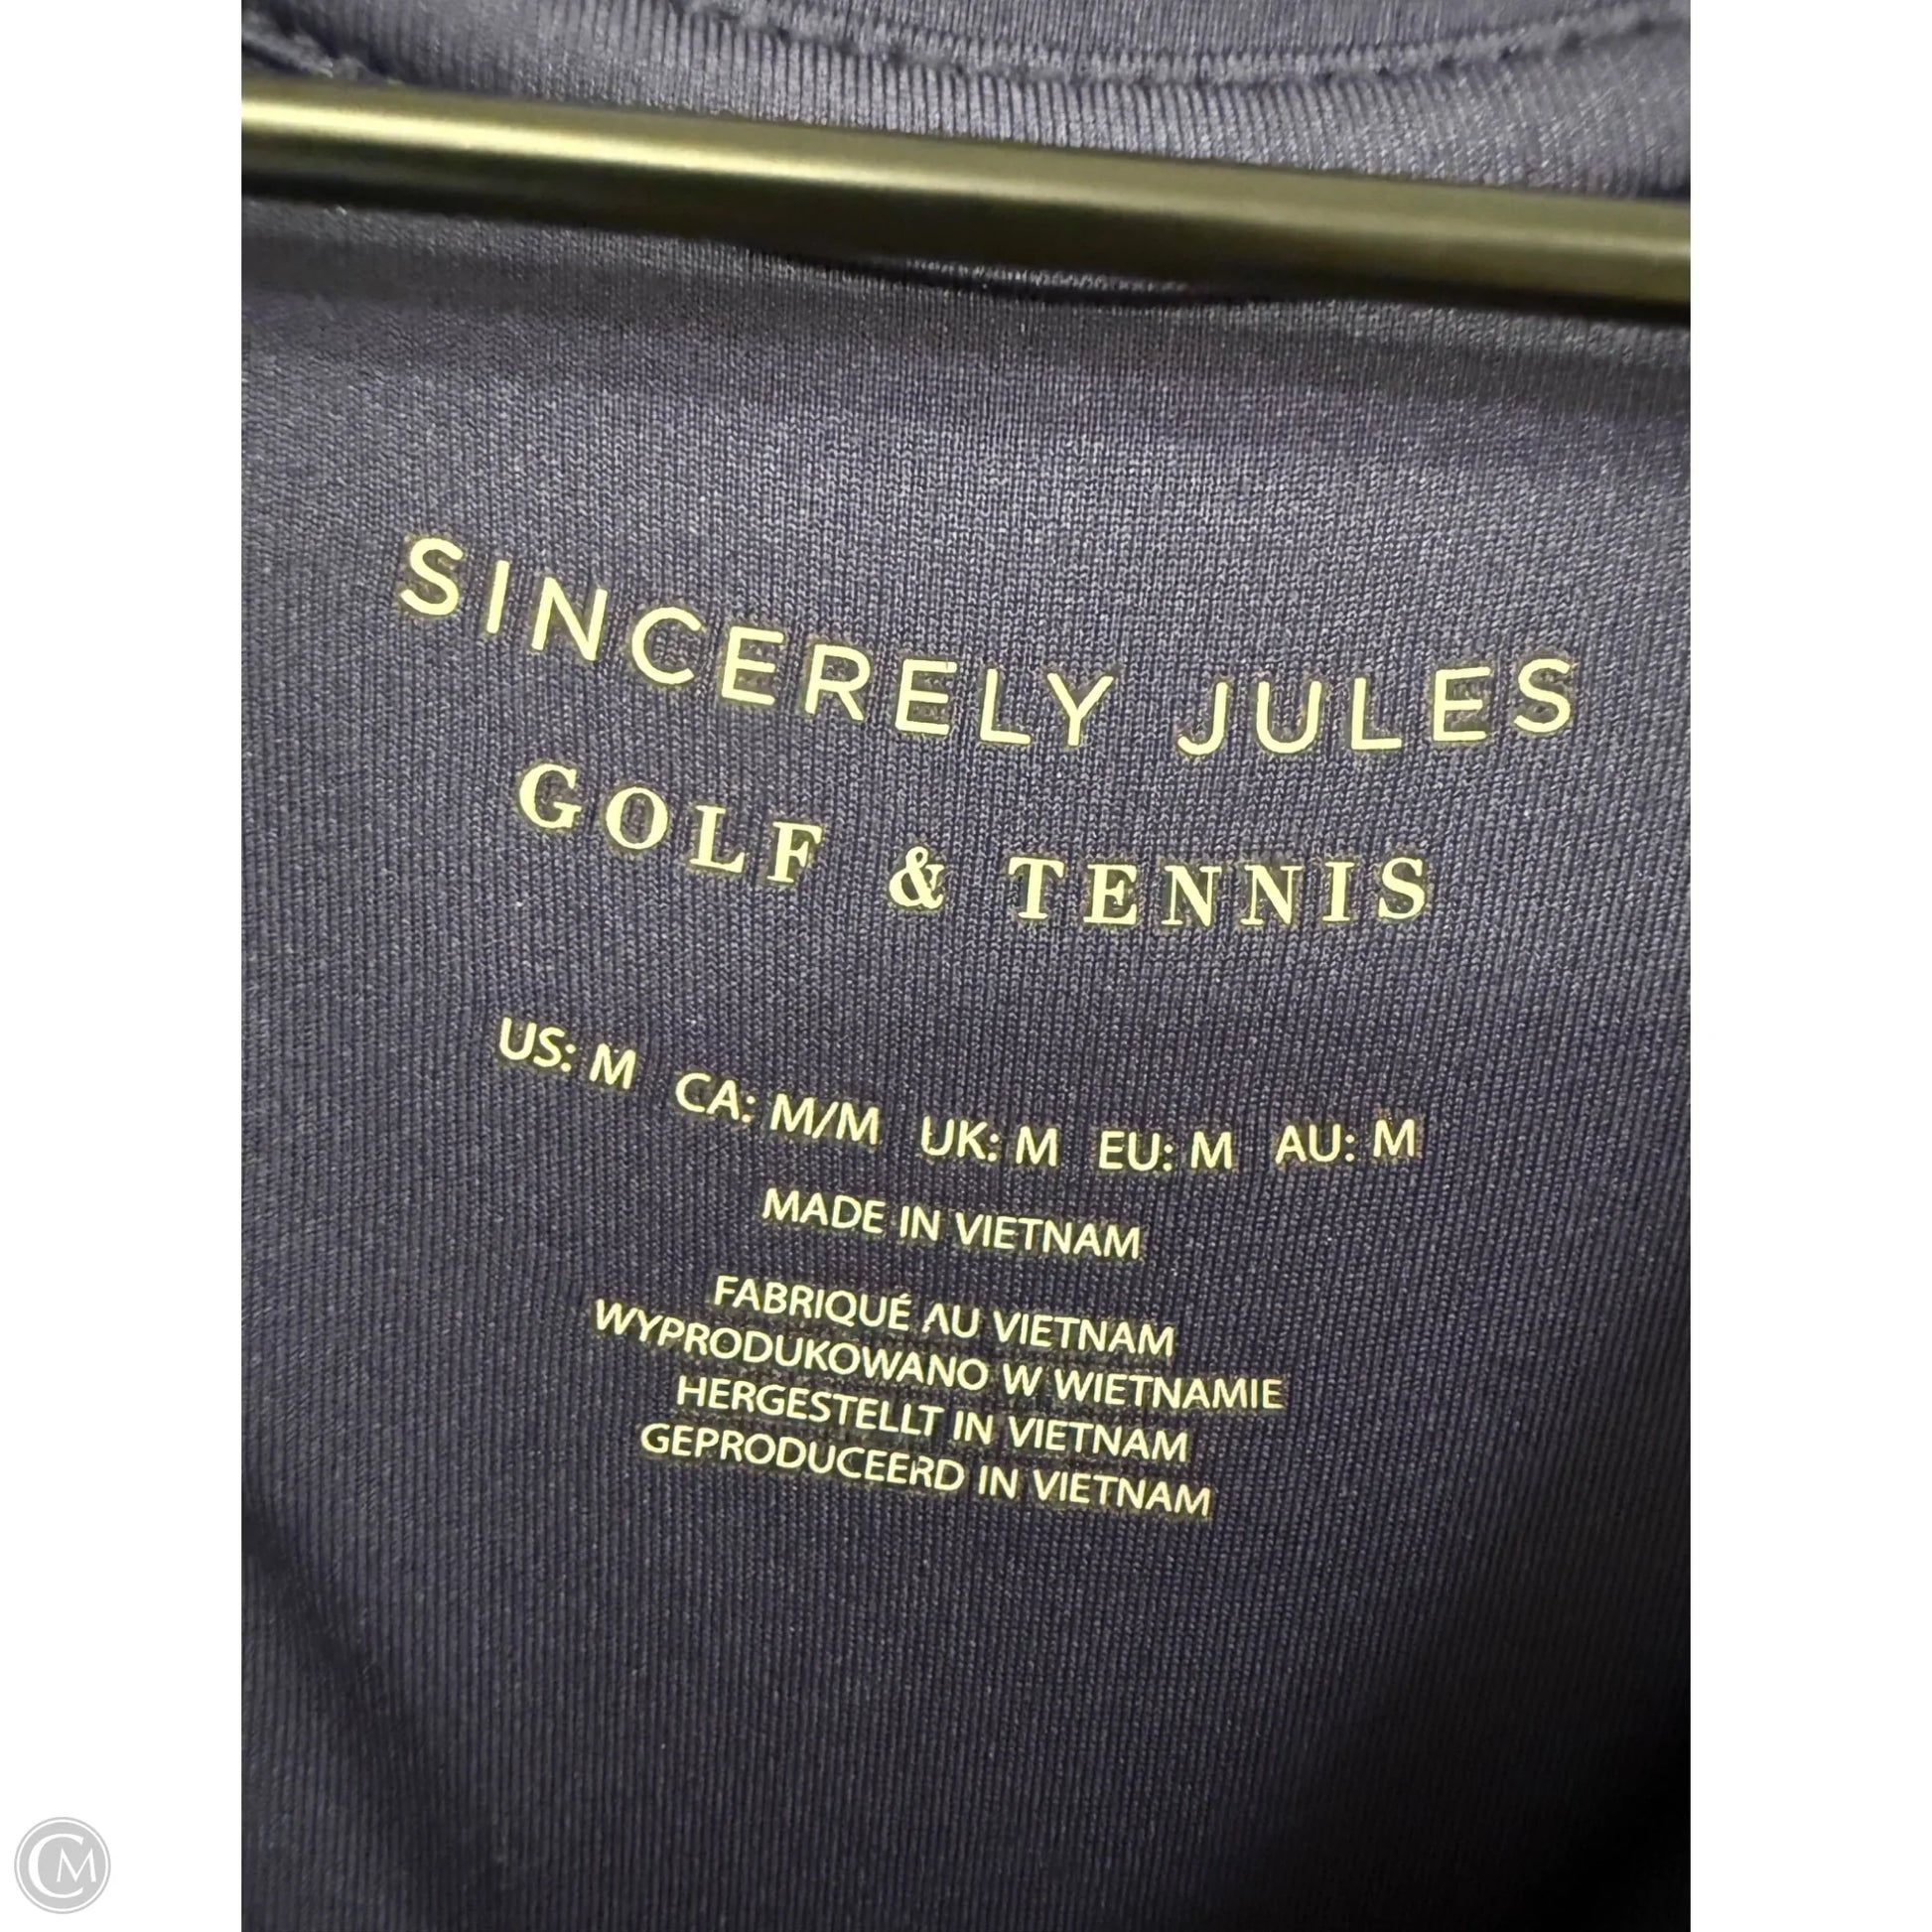 SINCERELY JULES
GOLF & TENNIS
US: M CA: M/M UK: M EU: M AU: M
MADE IN VIETNAM
FABRIQUÉ AU VIETNAM
WYPRODUKOWANO W WIETNAMIE
HERGESTELLT IN VIETNAM
GEPRODUCEERD IN VIETNAM
CM